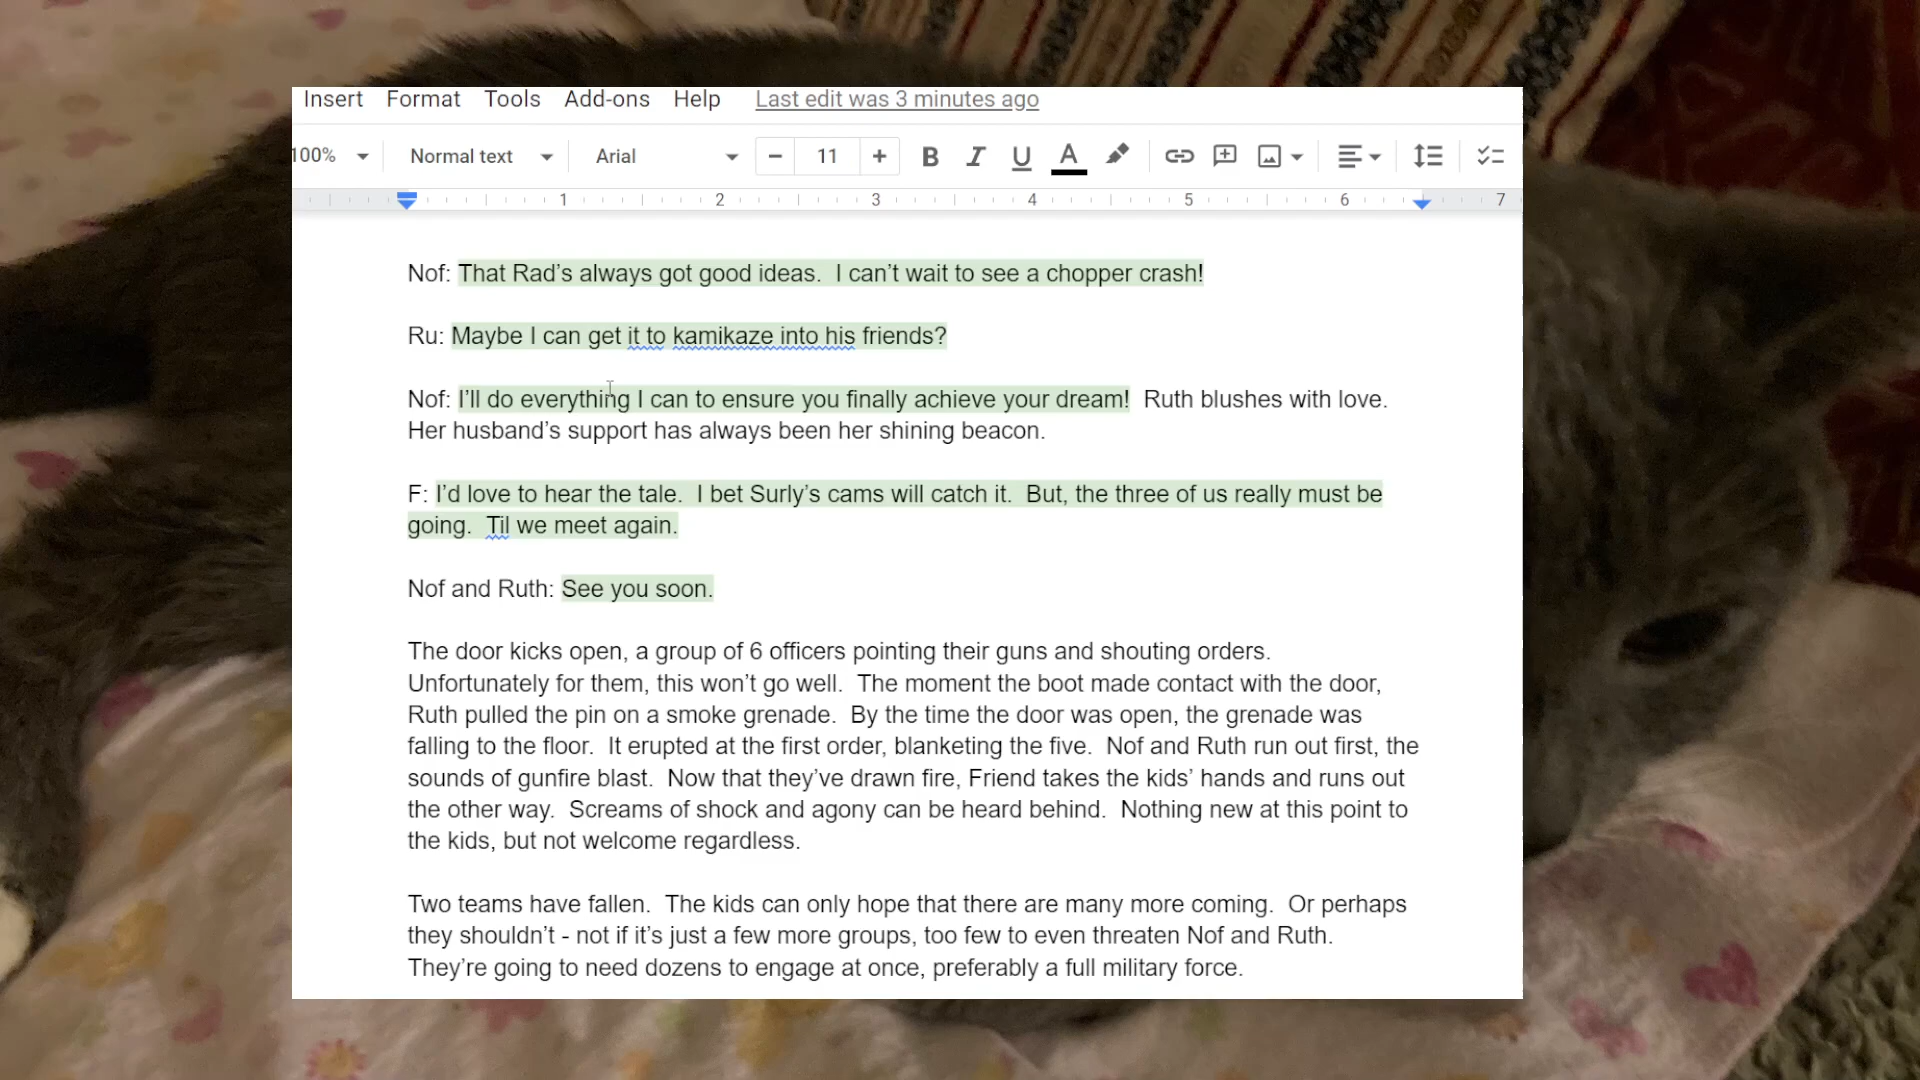 Insert Format Tools Add-ons Help Last edit was 3 minutes ago
100% Normal text Arial 11
1 2 3 4 5 6 7
Nof: That Rad’s always got good ideas.  I can’t wait to see a chopper crash!
Ru: Maybe I can get it to kamikaze into his friends?
Nof: I’ll do everything I can to ensure you finally achieve your dream!  Ruth blushes with love.
Her husband’s support has always been her shining beacon.
F: I’d love to hear the tale.  I bet Surly’s cams will catch it.  But, the three of us really must be
going.  Til we meet again.
Nof and Ruth: See you soon.
The door kicks open, a group of 6 officers pointing their guns and shouting orders.
Unfortunately for them, this won’t go well.  The moment the boot made contact with the door,
Ruth pulled the pin on a smoke grenade.  By the time the door was open, the grenade was
falling to the floor.  It erupted at the first order, blanketing the five.  Nof and Ruth run out first, the
sounds of gunfire blast.  Now that they’ve drawn fire, Friend takes the kids’ hands and runs out
the other way.  Screams of shock and agony can be heard behind.  Nothing new at this point to
the kids, but not welcome regardless.
Two teams have fallen.  The kids can only hope that there are many more coming.  Or perhaps
they shouldn’t - not if it’s just a few more groups, too few to even threaten Nof and Ruth.
They’re going to need dozens to engage at once, preferably a full military force.